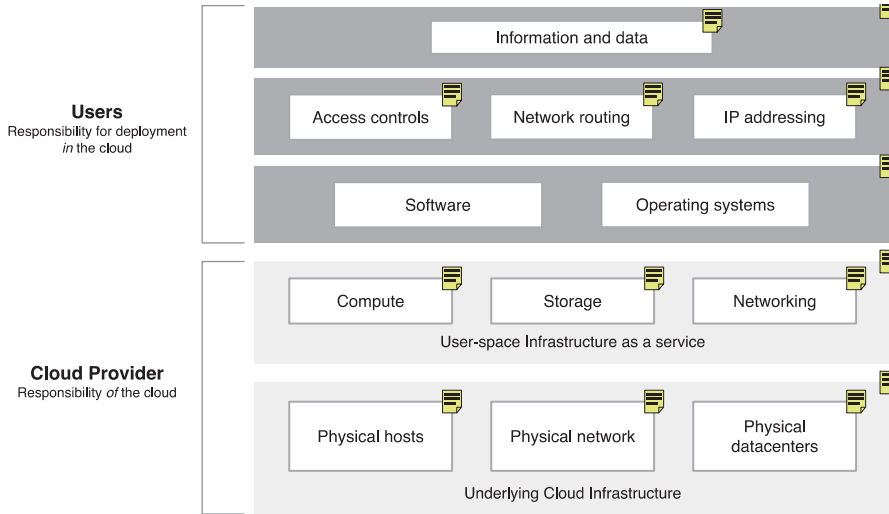 Information and data
Users
Responsibility for deployment
in the cloud
Access controls
Network routing
IP addressing
Software
Operating systems
Compute
Storage
Networking
User-space Infrastructure as a service
Cloud Provider
Responsibility of the cloud
Physical hosts
Physical network
Physical
datacenters
Underlying Cloud Infrastructure